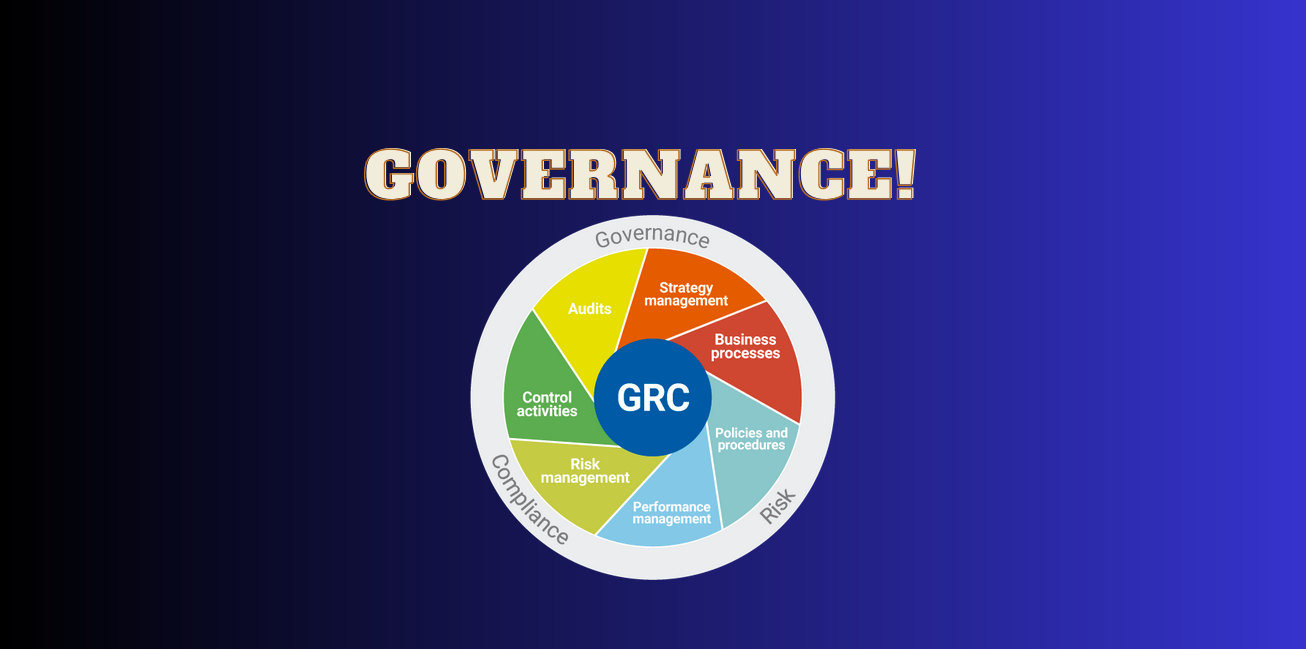 GOVERNANCE!
Governance
Strategy
management
Business
processes
Policies and
procedures
Performance
management
Risk
management
Control
activities
Audits
GRC
Risk
Compliance